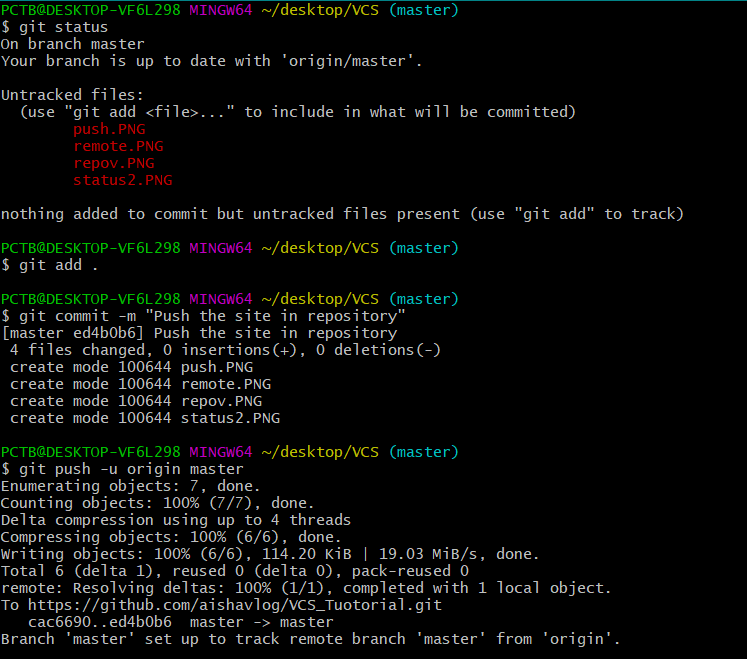 PCTB@DESKTOP-VF6L298 MINGW64 ~/desktop/VCS (master)
$ git status
On branch master
Your branch is up to date with 'origin/master'.
Untracked files:
  (use "git add <file>..." to include in what will be committed)
        push.PNG
        remote.PNG
        repov.PNG
        status2.PNG
nothing added to commit but untracked files present (use "git add" to track)
PCTB@DESKTOP-VF6L298 MINGW64 ~/desktop/VCS (master)
$ git add .
PCTB@DESKTOP-VF6L298 MINGW64 ~/desktop/VCS (master)
$ git commit -m "Push the site in repository"
[master ed4b0b6] Push the site in repository
 4 files changed, 0 insertions(+), 0 deletions(-)
 create mode 100644 push.PNG
 create mode 100644 remote.PNG
 create mode 100644 repov.PNG
 create mode 100644 status2.PNG
PCTB@DESKTOP-VF6L298 MINGW64 ~/desktop/VCS (master)
$ git push -u origin master
Enumerating objects: 7, done.
Counting objects: 100% (7/7), done.
Delta compression using up to 4 threads
Compressing objects: 100% (6/6), done.
Writing objects: 100% (6/6), 114.20 KiB | 19.03 MiB/s, done.
Total 6 (delta 1), reused 0 (delta 0), pack-reused 0
remote: Resolving deltas: 100% (1/1), completed with 1 local object.
To https://github.com/aishavlog/VCS_Tuotorial.git
   cac6690..ed4b0b6  master -> master
Branch 'master' set up to track remote branch 'master' from 'origin'.